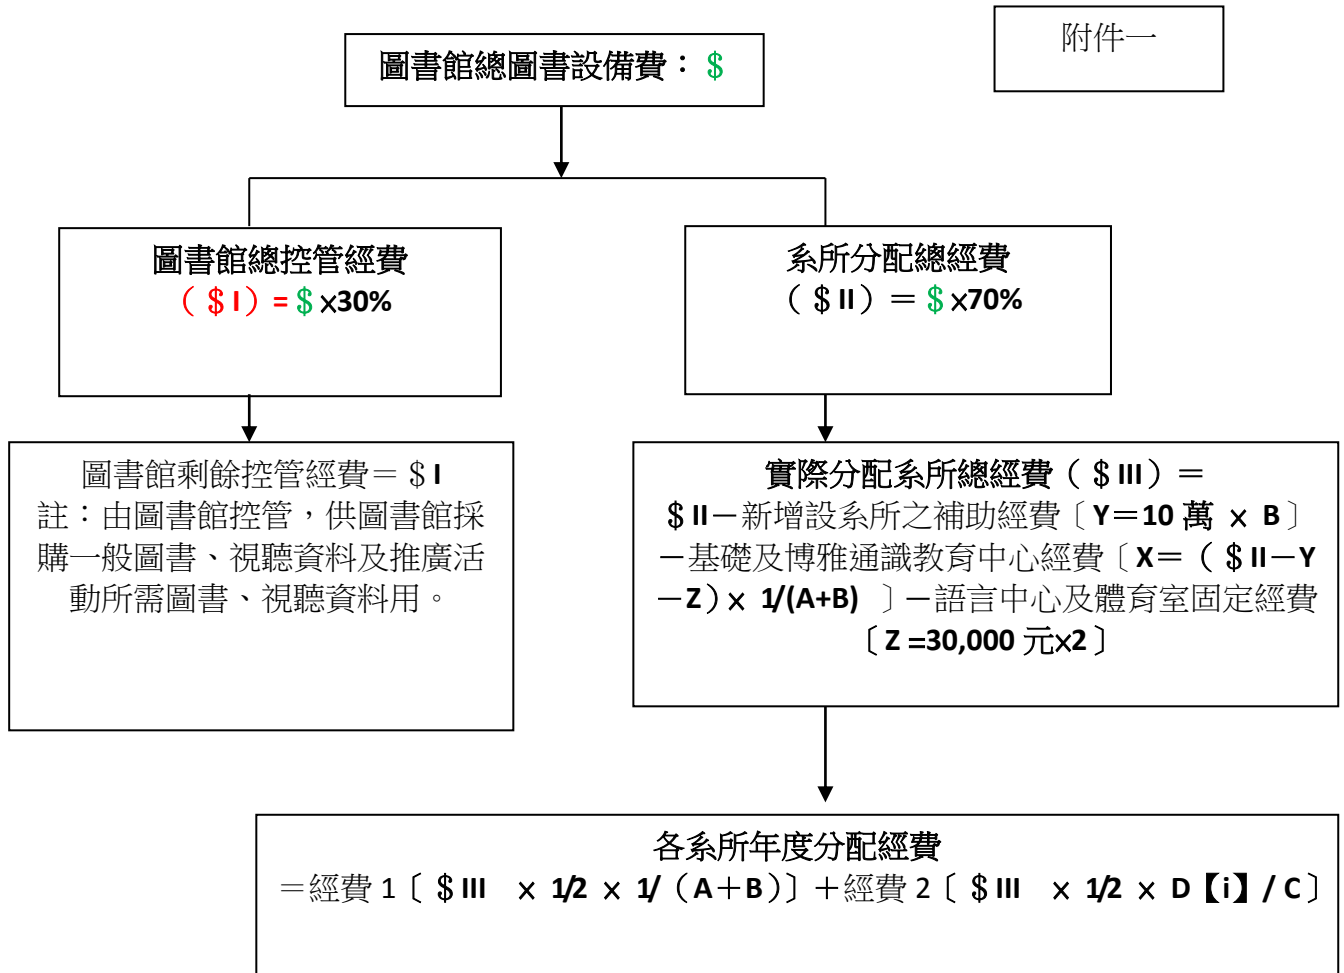 附件一
圖書館總圖書設備費：＄
圖書館總控管經費
（＄I）=＄×30%
系所分配總經費
（＄II）＝＄×70%
圖書館剩餘控管經費＝＄I
註：由圖書館控管，供圖書館採
購一般圖書、視聽資料及推廣活
動所需圖書、視聽資料用。
實際分配系所總經費（＄III）＝
＄II－新增設系所之補助經費〔Y＝10 萬 × B〕
－基礎及博雅通識教育中心經費〔X＝（＄II－Y
－Z）× 1/(A+B) 〕－語言中心及體育室固定經費
〔Z =30,000 元×2〕
各系所年度分配經費
＝經費 1〔＄III × 1/2 × 1/（A＋B）〕＋經費 2〔＄III × 1/2 × D【i】/ C〕